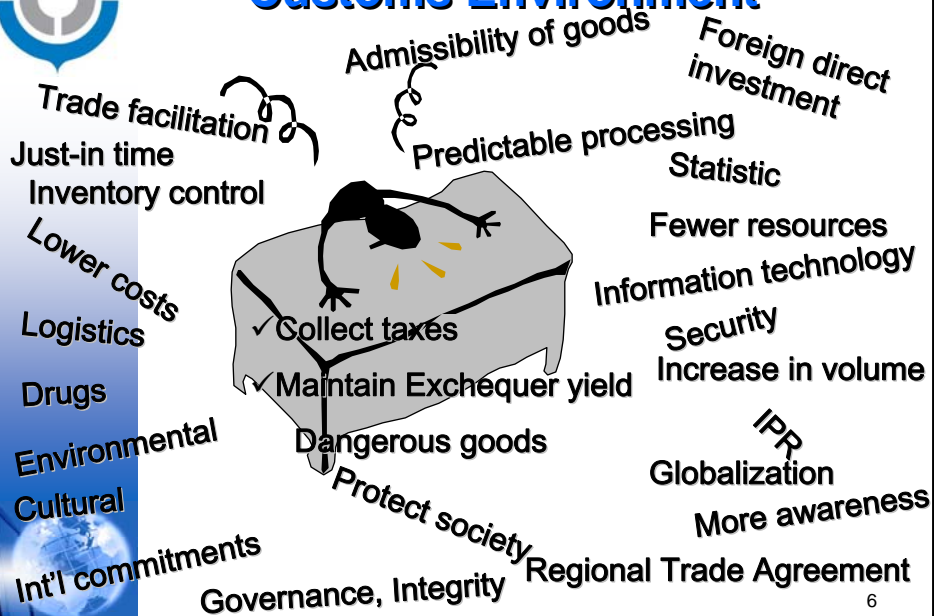 Customs Environment
Admissibility of goods
Foreign direct
investment
Trade facilitation
Just-in time
Predictable processing
Statistic
Inventory control
Fewer resources
Lower costs
Information technology
Logistics
✓Collect taxes
Security
Increase in volume
Drugs
✓Maintain Exchequer yield
IPR
Environmental
Dangerous goods
Globalization
Cultural
Protect society
More awareness
Int'l commitments
Regional Trade Agreement
Governance, Integrity
6